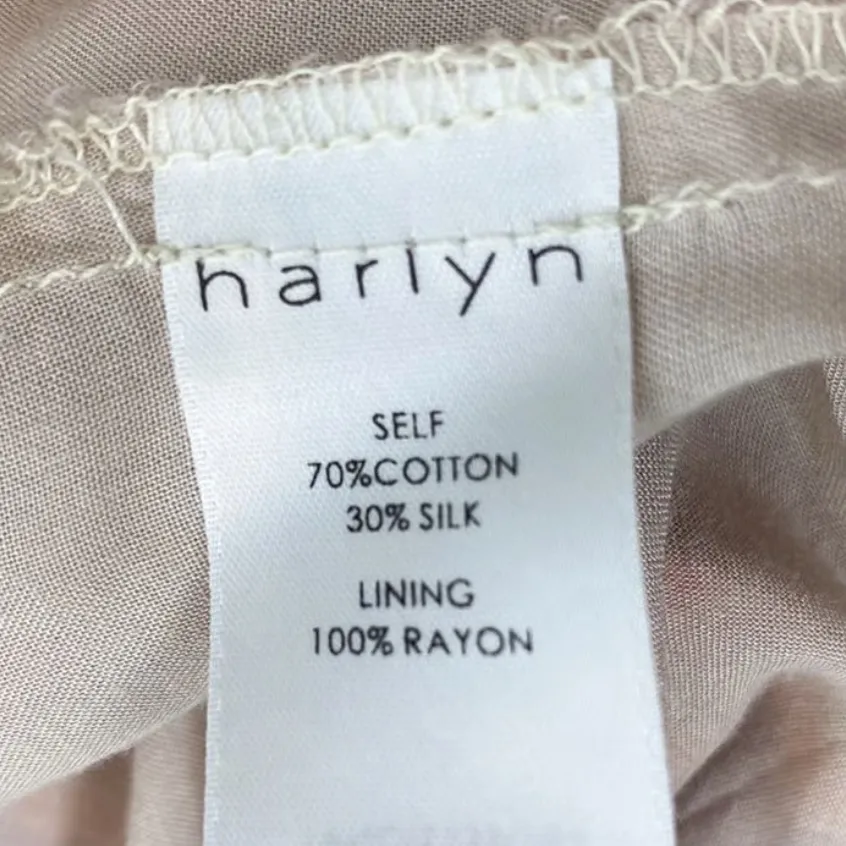 harlyn
SELF
70%COTTON
30% SILK
LINING
100% RAYON